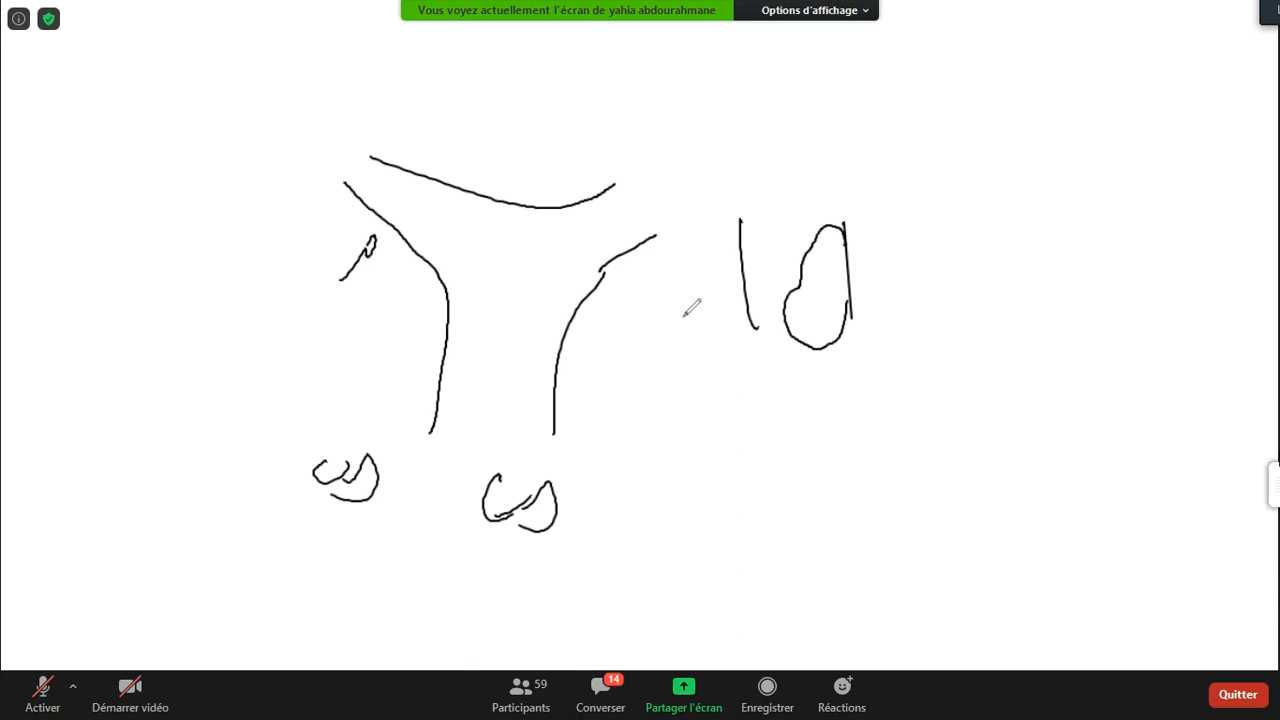 Vous voyez actuellement l'écran de yahia abdourahmane
Options d'affichage
Activer
Démarrer vidéo
59
Participants
14
Converser
Partager l'écran
Enregistrer
Réactions
Quitter